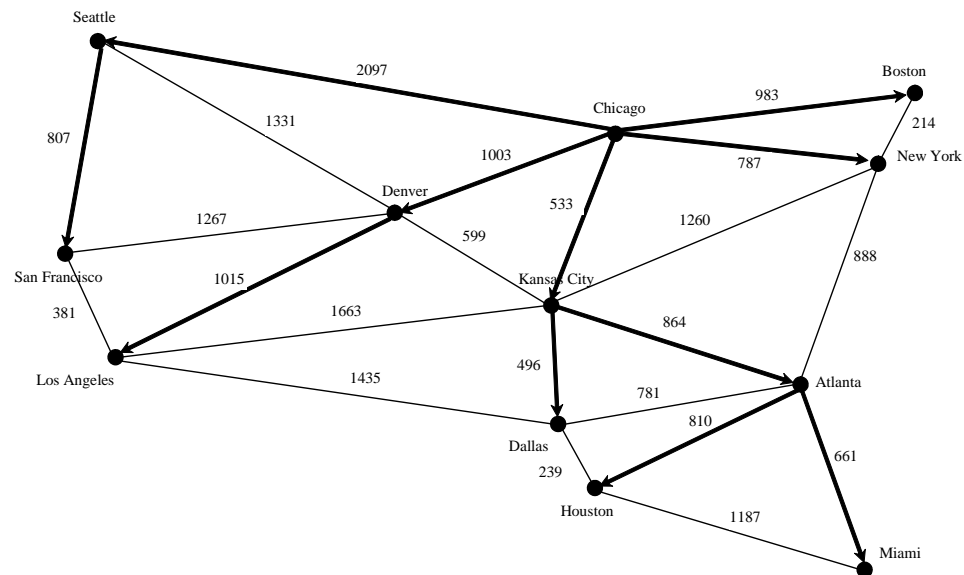 Seattle
2097
Boston
983
Chicago
214
807
1331
1003
787
New York
Denver
533
1260
1267
599
888
San Francisco
1015
Kansas City
381
1663
864
Los Angeles
1435
496
781
Atlanta
810
Dallas
239
661
Houston
1187
Miami